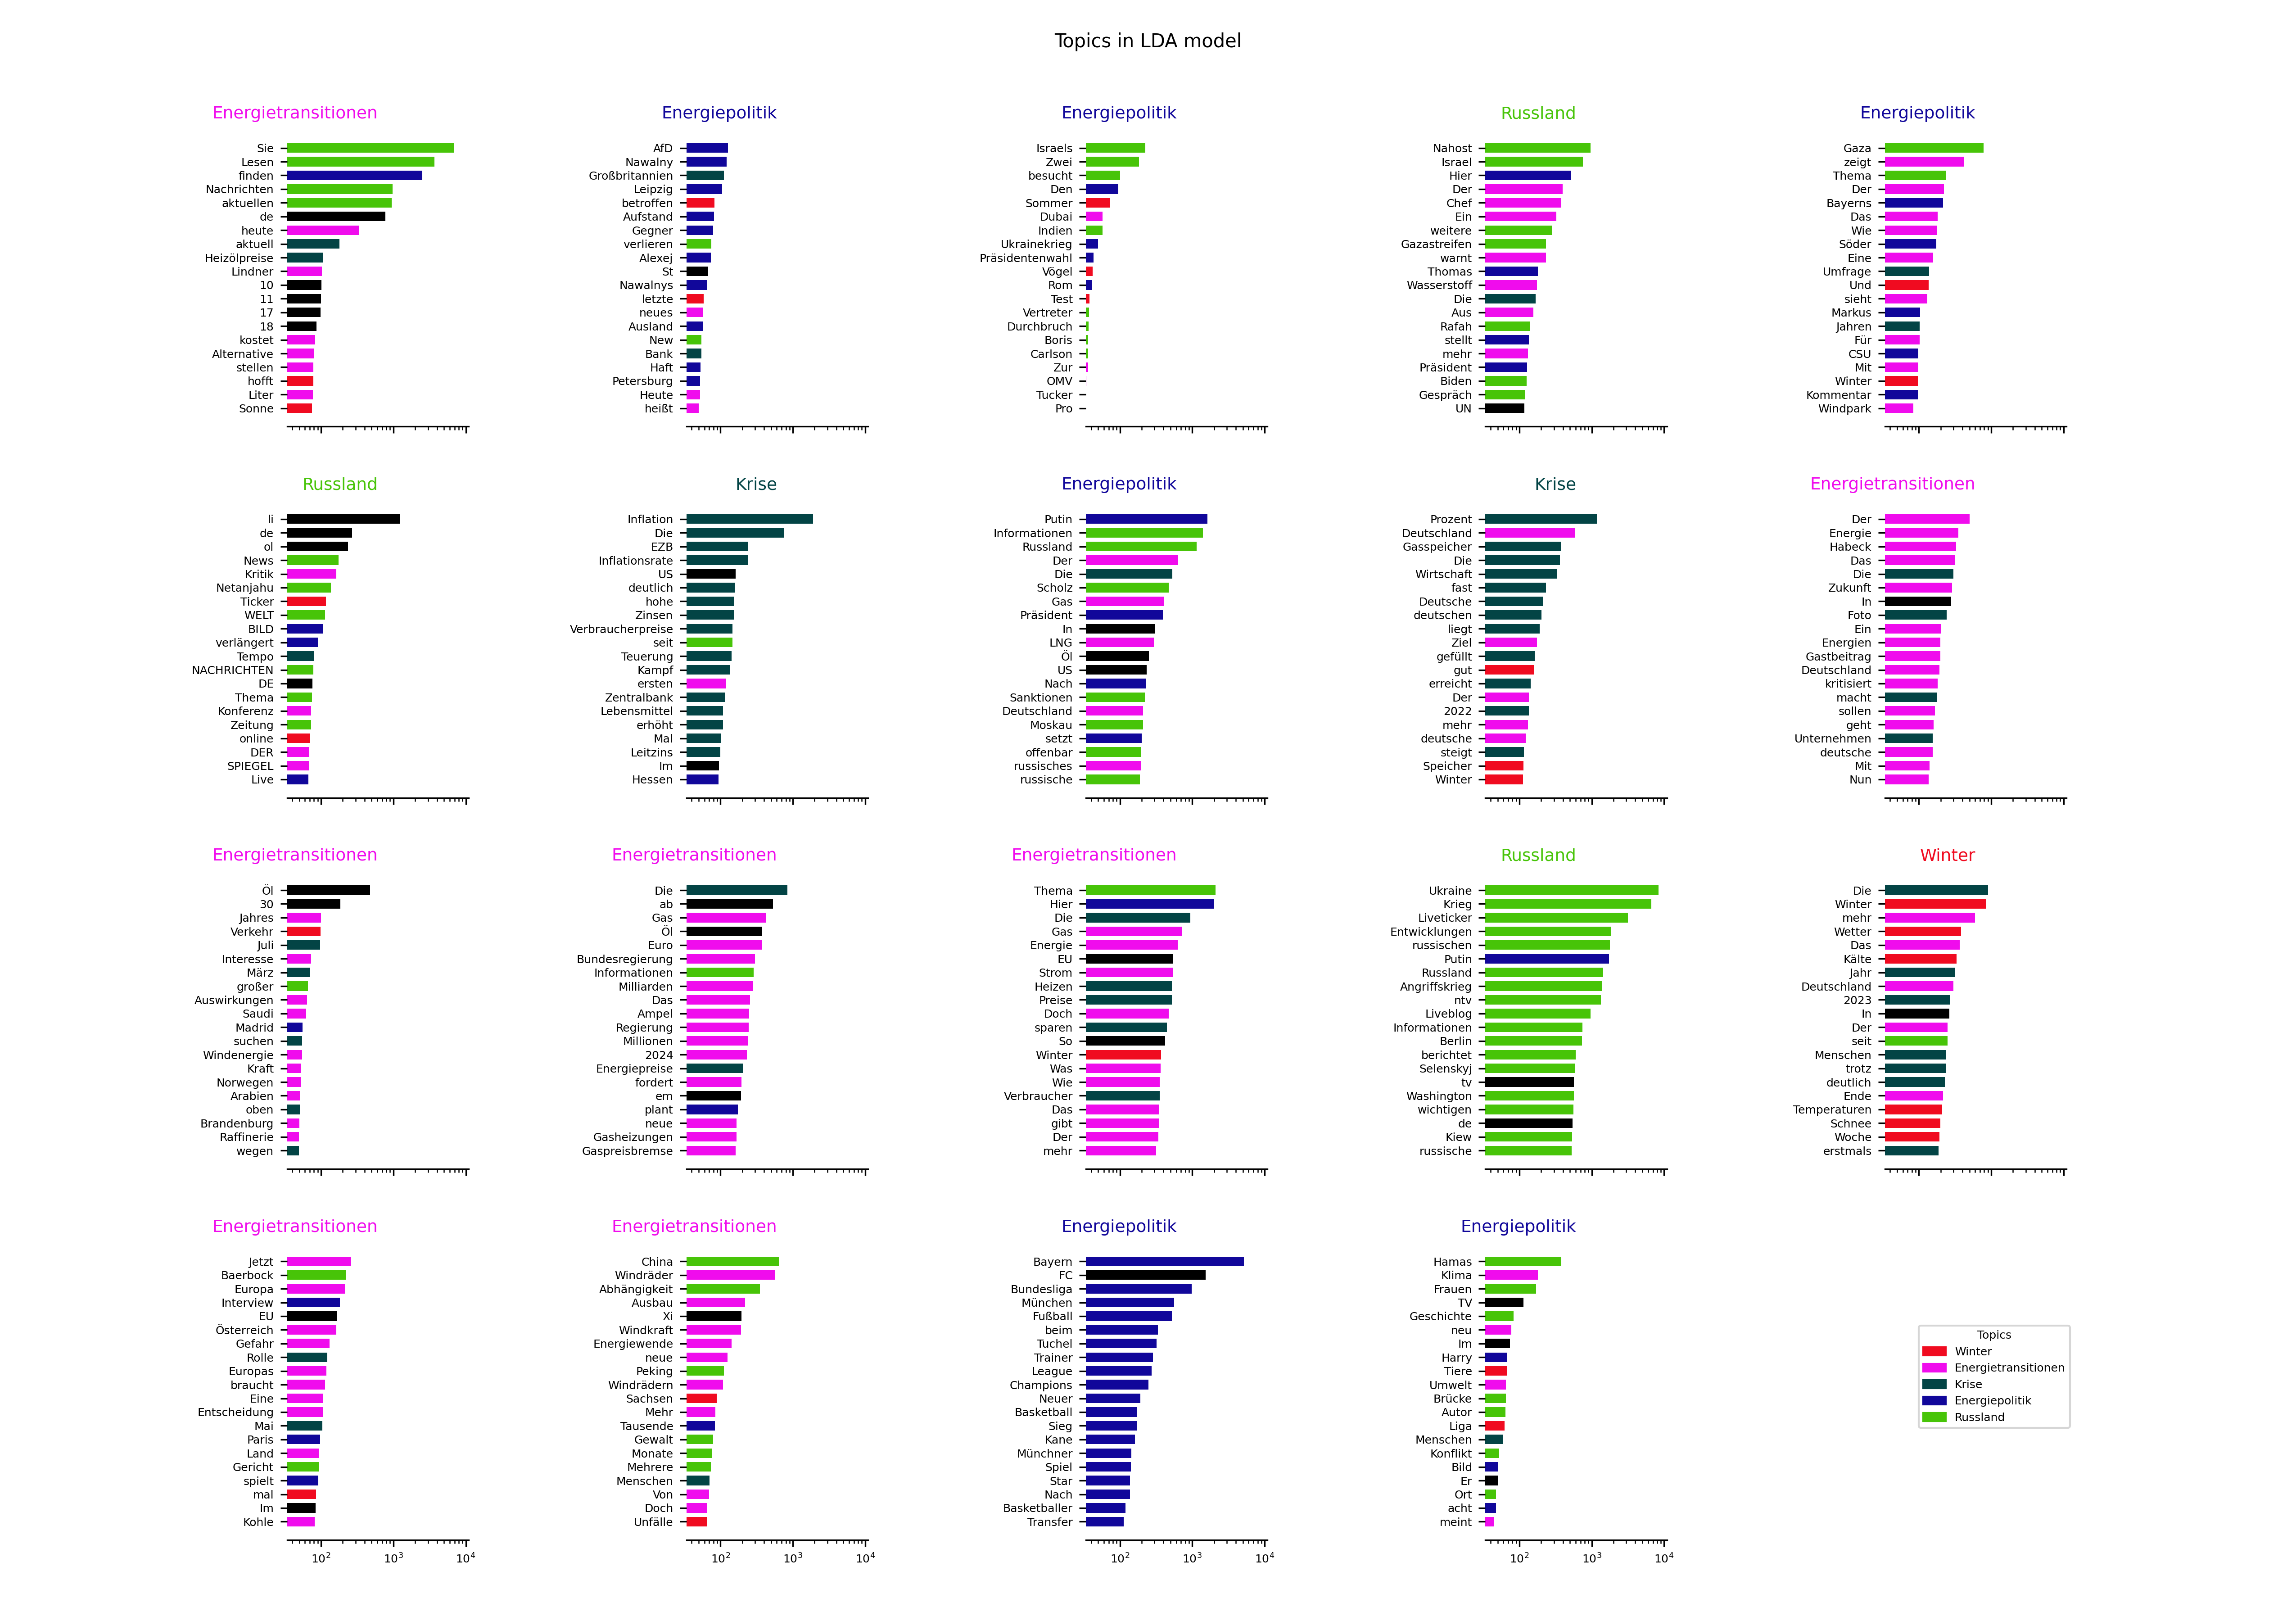 Topics in LDA model
Energietransitionen
Sie
Lesen
finden
Nachrichten
aktuellen
de
heute
aktuell
Heizölpreise
Lindner
10
11
17
18
kostet
Alternative
stellen
hofft
Liter
Sonne
Energiepolitik
AfD
Nawalny
Großbritannien
Leipzig
betroffen
Aufstand
Gegner
verlieren
Alexej
St
Nawalnys
letzte
neues
Ausland
New
Bank
Haft
Petersburg
Heute
heißt
Energiepolitik
Israels
Zwei
besucht
Den
Sommer
Dubai
Indien
Ukrainekrieg
Präsidentenwahl
Vögel
Rom
Test
Vertreter
Durchbruch
Boris
Carlson
Zur
OMV
Tucker
Pro
Russland
Nahost
Israel
Hier
Der
Chef
Ein
weitere
Gazastreifen
warnt
Thomas
Wasserstoff
Die
Aus
Rafah
stellt
mehr
Präsident
Biden
Gespräch
UN
Energiepolitik
Gaza
zeigt
Thema
Der
Bayerns
Das
Wie
Söder
Eine
Umfrage
Und
sieht
Markus
Jahren
Für
CSU
Mit
Winter
Kommentar
Windpark
Russland
li
de
ol
News
Kritik
Netanjahu
Ticker
WELT
BILD
verlängert
Tempo
NACHRICHTEN
DE
Thema
Konferenz
Zeitung
online
DER
SPIEGEL
Live
Krise
Inflation
Die
EZB
Inflationsrate
US
deutlich
hohe
Zinsen
Verbraucherpreise
seit
Teuerung
Kampf
ersten
Zentralbank
Lebensmittel
erhöht
Mal
Leitzins
Im
Hessen
Energiepolitik
Putin
Informationen
Russland
Der
Die
Scholz
Gas
Präsident
In
LNG
Öl
US
Nach
Sanktionen
Deutschland
Moskau
setzt
offenbar
russisches
russische
Krise
Prozent
Deutschland
Gasspeicher
Die
Wirtschaft
fast
Deutsche
deutschen
liegt
Ziel
gefüllt
gut
erreicht
Der
2022
mehr
deutsche
steigt
Speicher
Winter
Energietransitionen
Der
Energie
Habeck
Das
Die
Zukunft
In
Foto
Ein
Energien
Gastbeitrag
Deutschland
kritisiert
macht
sollen
geht
Unternehmen
deutsche
Mit
Nun
Energietransitionen
Öl
30
Jahres
Verkehr
Juli
Interesse
März
großer
Auswirkungen
Saudi
Madrid
suchen
Windenergie
Kraft
Norwegen
Arabien
oben
Brandenburg
Raffinerie
wegen
Energietransitionen
Die
ab
Gas
Öl
Euro
Bundesregierung
Informationen
Milliarden
Das
Ampel
Regierung
Millionen
2024
Energiepreise
fordert
em
plant
neue
Gasheizungen
Gaspreisbremse
Energietransitionen
Thema
Hier
Die
Gas
Energie
EU
Strom
Heizen
Preise
Doch
sparen
So
Winter
Was
Wie
Verbraucher
Das
gibt
Der
mehr
Russland
Ukraine
Krieg
Liveticker
Entwicklungen
russischen
Putin
Russland
Angriffskrieg
ntv
Liveblog
Informationen
Berlin
berichtet
Selenskyj
tv
Washington
wichtigen
de
Kiew
russische
Winter
Die
Winter
mehr
Wetter
Das
Kälte
Jahr
Deutschland
2023
In
Der
seit
Menschen
trotz
deutlich
Ende
Temperaturen
Schnee
Woche
erstmals
Energietransitionen
Jetzt
Baerbock
Europa
Interview
EU
Österreich
Gefahr
Rolle
Europas
braucht
Eine
Entscheidung
Mai
Paris
Land
Gericht
spielt
mal
Im
Kohle
10² 10³ 10⁴
Energietransitionen
China
Windräder
Abhängigkeit
Ausbau
Xi
Windkraft
Energiewende
neue
Peking
Windrädern
Sachsen
Mehr
Tausende
Gewalt
Monate
Mehrere
Menschen
Von
Doch
Unfälle
10² 10³ 10⁴
Energiepolitik
Bayern
FC
Bundesliga
München
Fußball
beim
Tuchel
Trainer
League
Champions
Neuer
Basketball
Sieg
Kane
Münchner
Spiel
Star
Nach
Basketballer
Transfer
10² 10³ 10⁴
Energiepolitik
Hamas
Klima
Frauen
TV
Geschichte
neu
Im
Harry
Tiere
Umwelt
Brücke
Autor
Liga
Menschen
Konflikt
Bild
Er
Ort
acht
meint
10² 10³ 10⁴
Topics
Winter
Energietransitionen
Krise
Energiepolitik
Russland